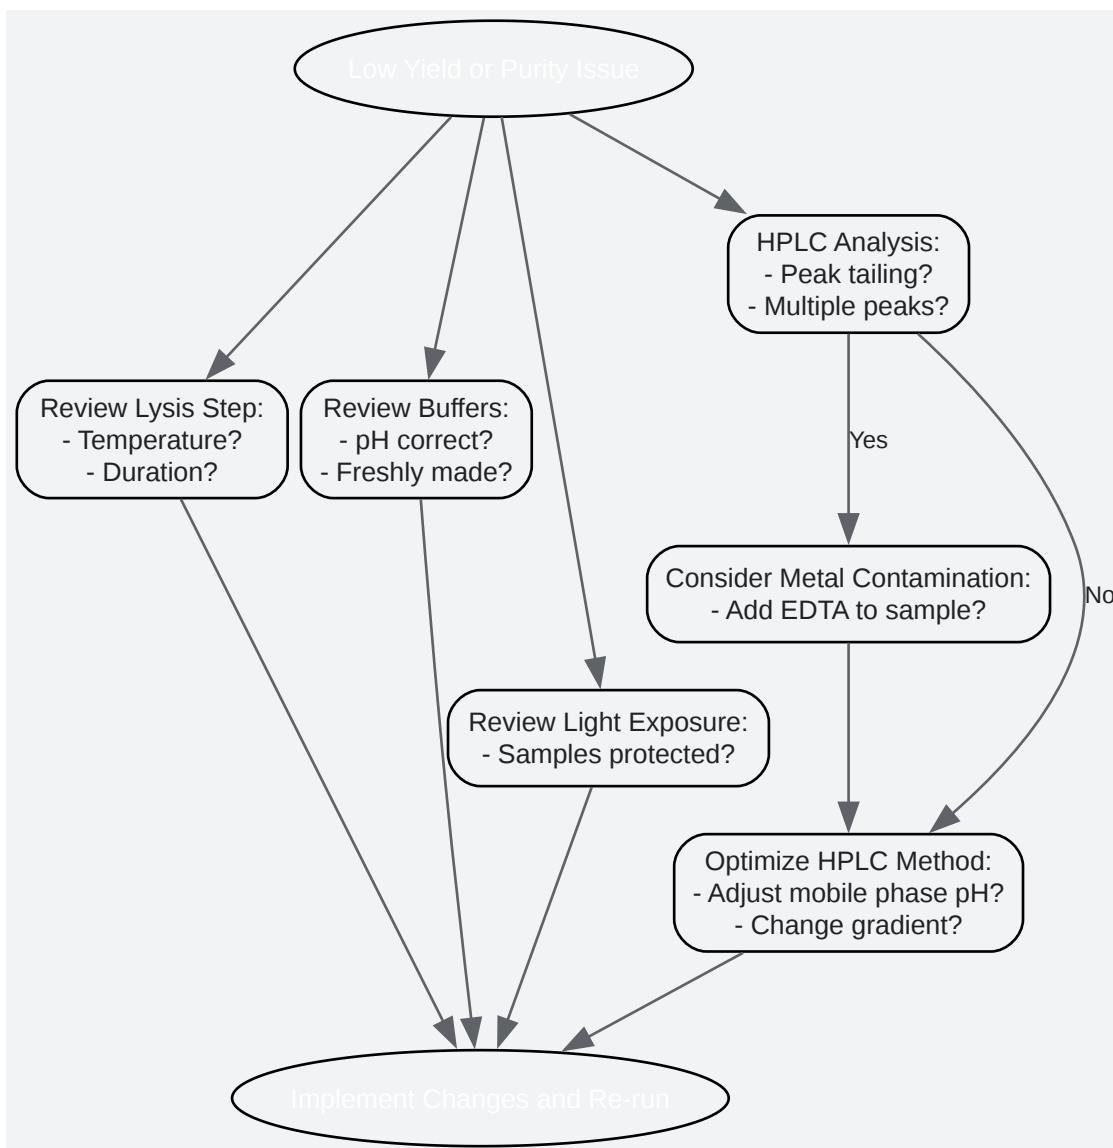 Low Yield or Purity Issue
HPLC Analysis:
- Peak tailing?
- Multiple peaks?
Review Lysis Step:
- Temperature?
- Duration?
Review Buffers:
- pH correct?
- Freshly made?
Yes
Consider Metal Contamination:
- Add EDTA to sample?
No
Review Light Exposure:
- Samples protected?
Optimize HPLC Method:
- Adjust mobile phase pH?
- Change gradient?
Implement Changes and Re-run